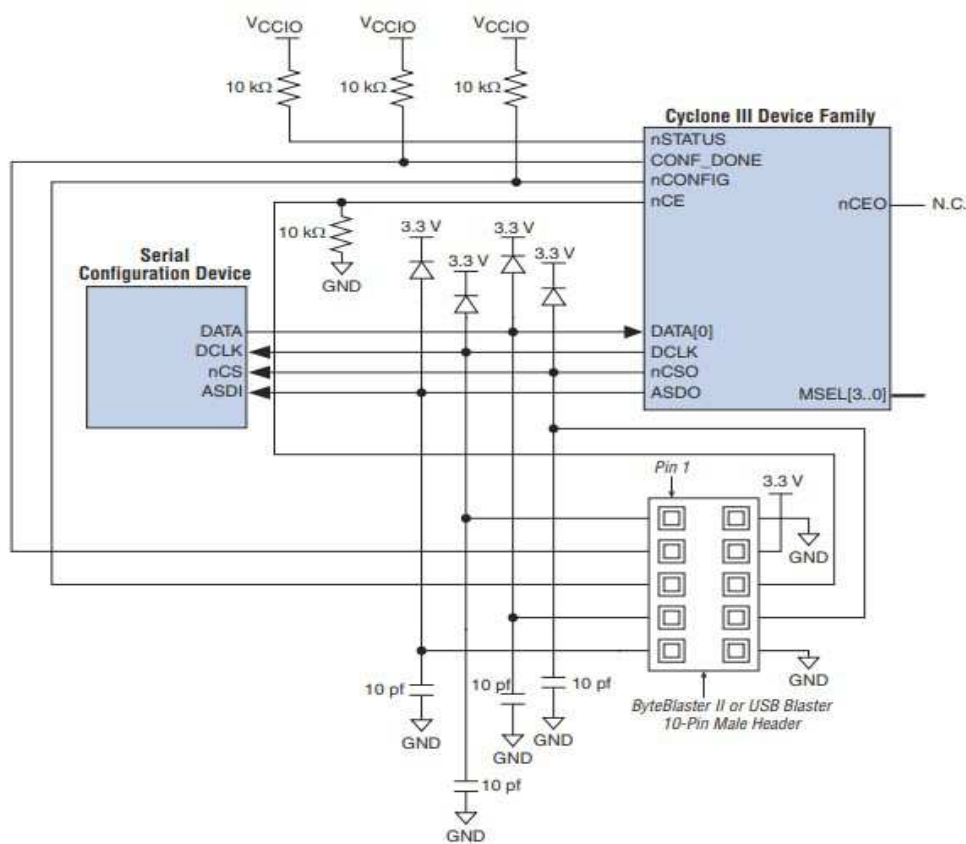 VCCIO
VCCIO
VCCIO
10 kΩ
10 kΩ
10 kΩ
Cyclone III Device Family
nSTATUS
CONF_DONE
nCONFIG
nCE
nCEO
N.C.
10 kΩ
GND
3.3 V
3.3 V
3.3 V
3.3 V
Serial
Configuration Device
DATA
DCLK
nCS
ASDI
DATA[0]
DCLK
nCSO
ASDO
MSEL[3..0]
Pin 1
3.3 V
GND
GND
10 pf
GND
10 pf
GND
10 pf
GND
10 pf
GND
ByteBlaster II or USB Blaster
10-Pin Male Header